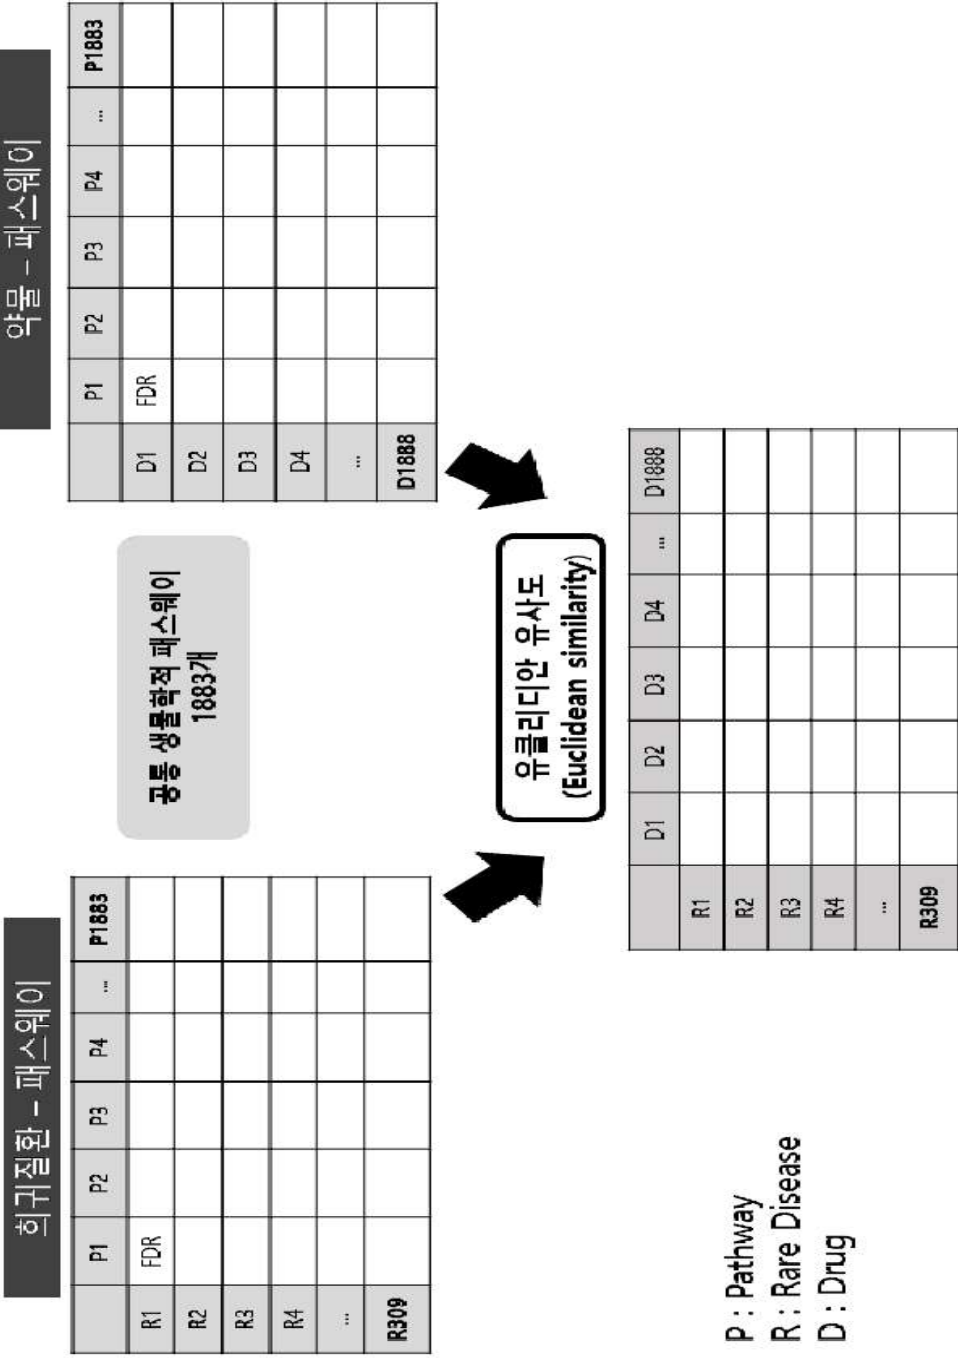 희귀질환 – 패스웨이
P1 P2 P3 P4 ... P1883
R1 FDR
R2
R3
R4
...
R309
공통 생물학적 패스웨이
1883개
약물 – 패스웨이
P1 P2 P3 P4 ... P1883
D1 FDR
D2
D3
D4
...
D1888
유클리디안 유사도
(Euclidean similarity)
D1 D2 D3 D4 ... D1888
R1
R2
R3
R4
...
R309
P : Pathway
R : Rare Disease
D : Drug